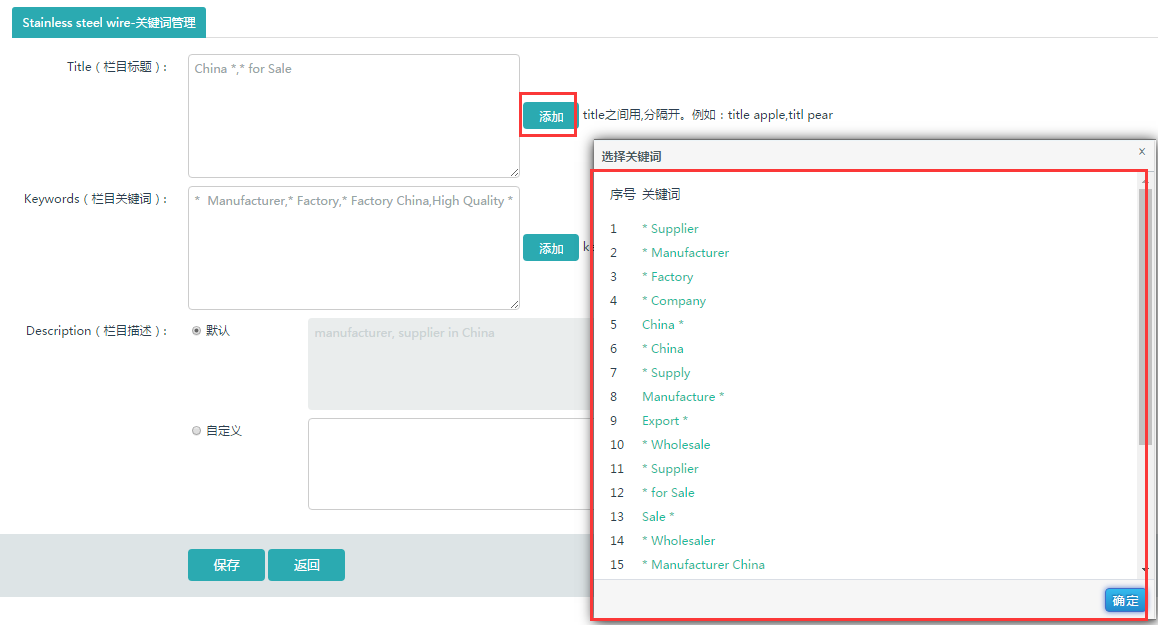 Stainless steel wire-关键词管理
Title ( 栏目标题 ) :
China *,* for Sale
添加
title之间用,分隔开。例如：title apple,titl pear
Keywords ( 栏目关键词 ) :
* Manufacturer,* Factory,* Factory China,High Quality *
添加
Description ( 栏目描述 ) :
默认
manufacturer, supplier in China
自定义
保存
返回
选择关键词
x
序号 关键词
1 * Supplier
2 * Manufacturer
3 * Factory
4 * Company
5 China *
6 * China
7 * Supply
8 Manufacture *
9 Export *
10 * Wholesale
11 * Supplier
12 * for Sale
13 Sale *
14 * Wholesaler
15 * Manufacturer China
确定